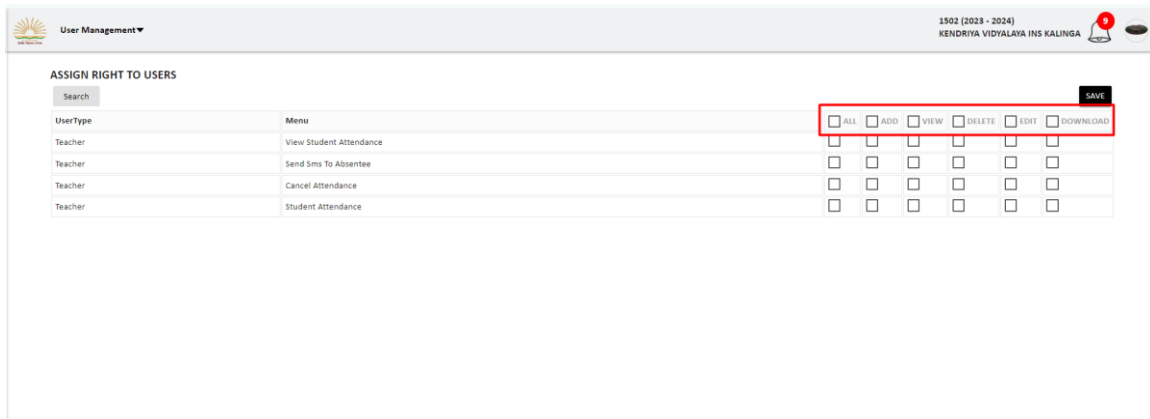 User Management▼
1502 (2023 - 2024)
KENDRIYA VIDYALAYA INS KALINGA
9
ASSIGN RIGHT TO USERS
Search
SAVE
UserType Menu ALL ADD VIEW DELETE EDIT DOWNLOAD
Teacher View Student Attendance
Teacher Send Sms To Absentee
Teacher Cancel Attendance
Teacher Student Attendance